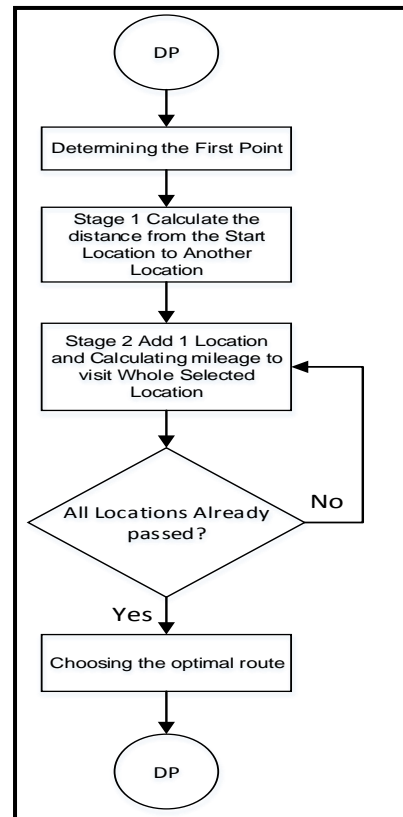 DP
Determining the First Point
Stage 1 Calculate the
distance from the Start
Location to Another
Location
Stage 2 Add 1 Location
and Calculating mileage to
visit Whole Selected
Location
All Locations Already
passed?
No
Yes
Choosing the optimal route
DP